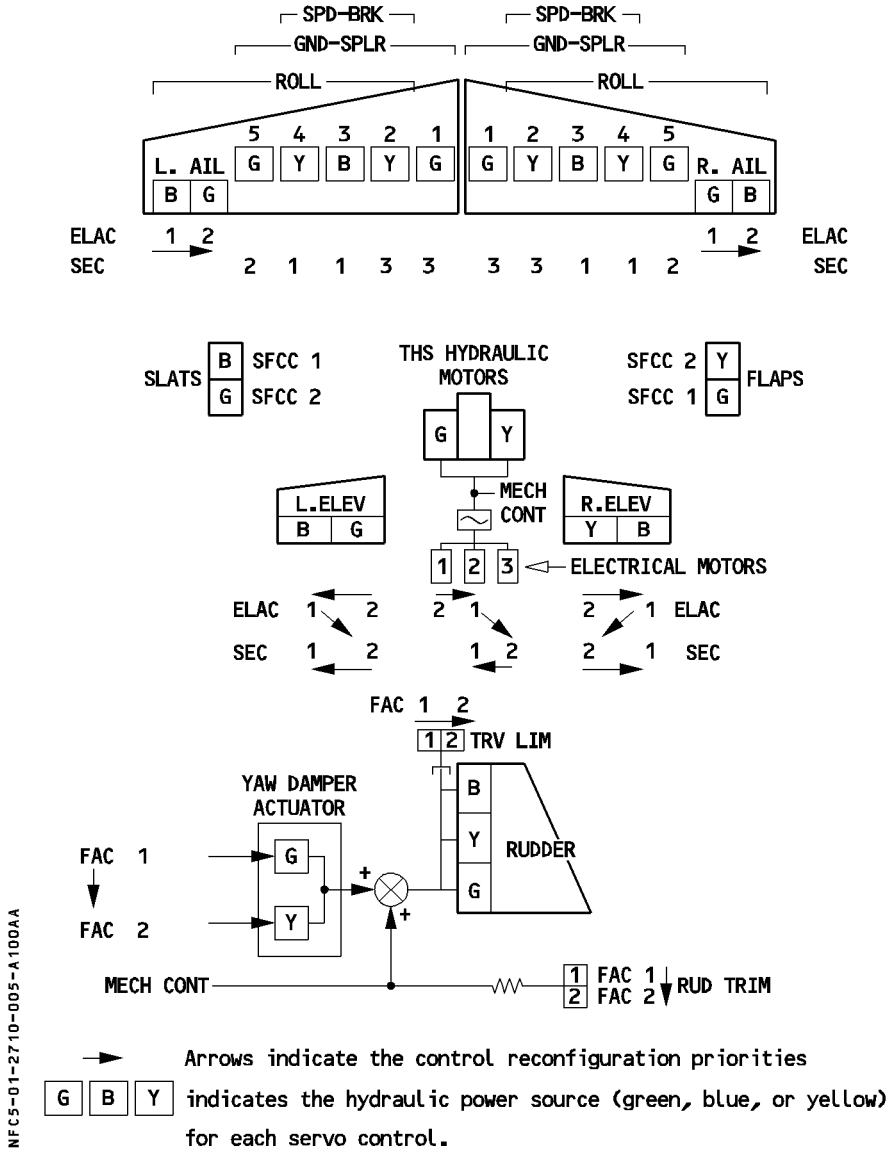 SPD-BRK SPD-BRK
GND-SPLR GND-SPLR
ROLL ROLL
5 4 3 2 1 1 2 3 4 5
L. AIL G Y B Y G G Y B Y G R. AIL
B G G B
ELAC 1 2 1 2 ELAC
SEC 2 1 1 3 3 3 3 1 1 2 SEC
THS HYDRAULIC
MOTORS
SLATS B SFCC 1
G SFCC 2
SFCC 2 Y FLAPS
SFCC 1 G
G Y
MECH
CONT
L.ELEV
B G
R.ELEV
Y B
1 2 3 ELECTRICAL MOTORS
ELAC 1 2 2 1 2 1 ELAC
SEC 1 2 1 2 2 1 SEC
FAC 1 2
1 2 TRV LIM
YAW DAMPER
ACTUATOR
B
Y RUDDER
G
FAC 1 G
+
FAC 2 Y
+
MECH CONT
1 FAC 1
2 FAC 2
RUD TRIM
Arrows indicate the control reconfiguration priorities
G B Y indicates the hydraulic power source (green, blue, or yellow)
for each servo control.
NFC5-01-2710-005-A100AA